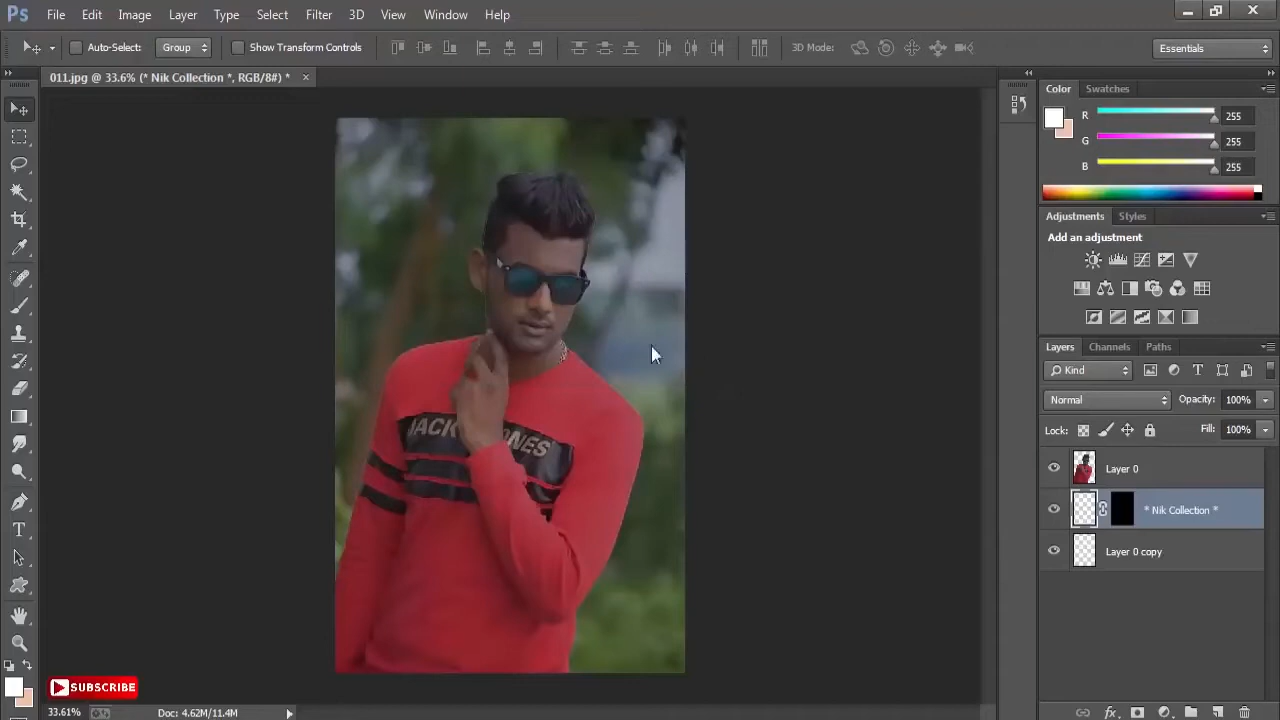 Ps File Edit Image Layer Type Select Filter 3D View Window Help
Auto-Select: Group Show Transform Controls 3D Mode: Essentials
011.jpg @ 33.6% (* Nik Collection *, RGB/8#) * ×
Color Swatches
R 255
G 255
B 255
Adjustments Styles
Add an adjustment
Layers Channels Paths
Kind
Normal Opacity: 100%
Lock: Fill: 100%
Layer 0
* Nik Collection *
Layer 0 copy
JACK JONES
SUBSCRIBE
33.61% Doc: 4.62M/11.4M